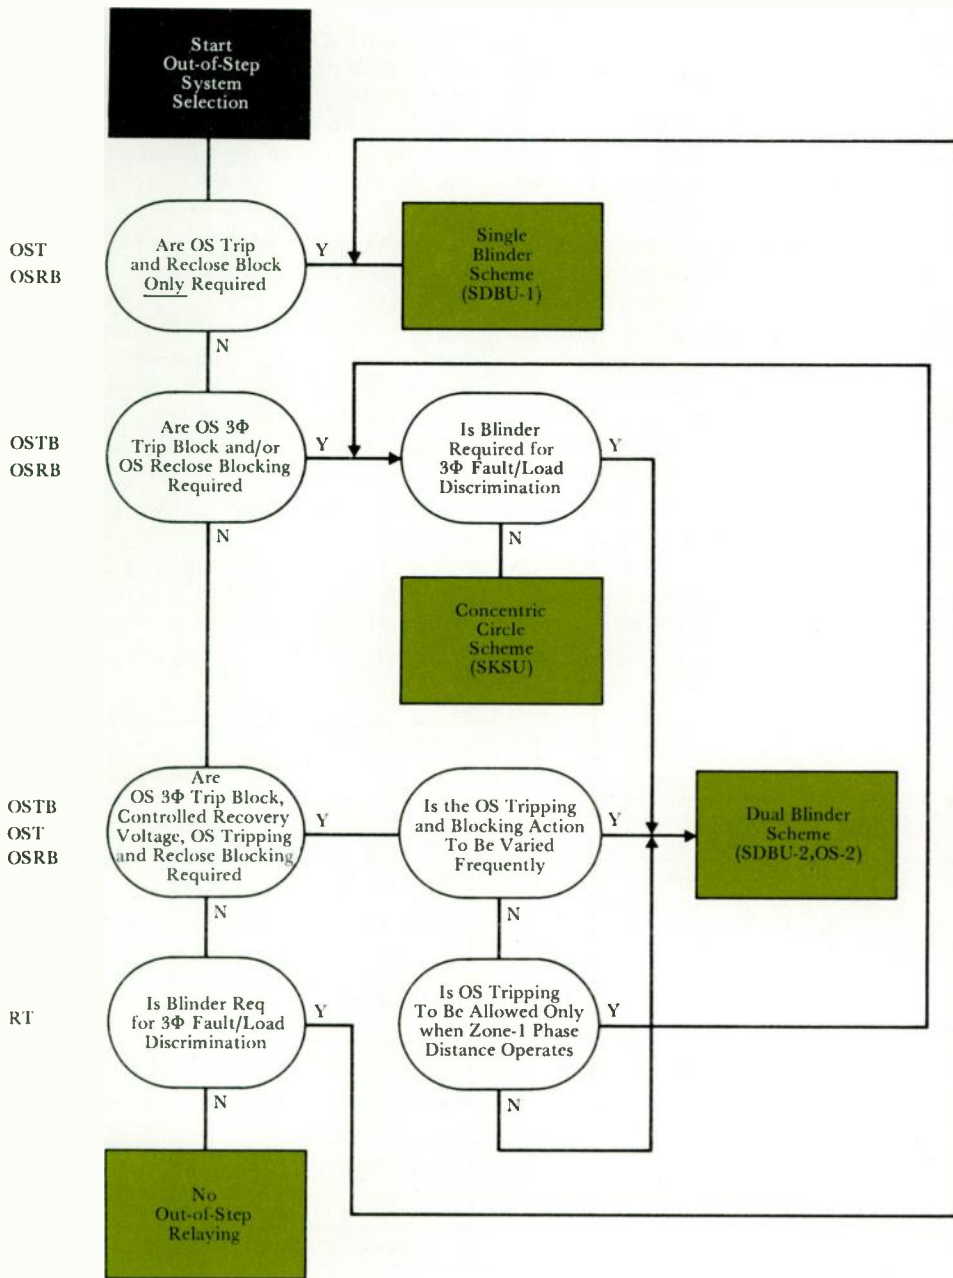 Start
Out-of-Step
System
Selection
OST
OSRB
Are OS Trip
and Reclose Block
Only Required
Y
N
Single
Blinder
Scheme
(SDBU-1)
OSTB
OSRB
Are OS 3Φ
Trip Block and/or
OS Reclose Blocking
Required
Y
N
Is Blinder
Required for
3Φ Fault/Load
Discrimination
Y
N
Concentric
Circle
Scheme
(SKSU)
OSTB
OST
OSRB
Are
OS 3Φ Trip Block,
Controlled Recovery
Voltage, OS Tripping
and Reclose Blocking
Required
Y
N
Is the OS Tripping
and Blocking Action
To Be Varied
Frequently
Y
N
Dual Blinder
Scheme
(SDBU-2,OS-2)
RT
Is Blinder Req
for 3Φ Fault/Load
Discrimination
Y
N
Is OS Tripping
To Be Allowed Only
when Zone-1 Phase
Distance Operates
Y
N
No
Out-of-Step
Relaying